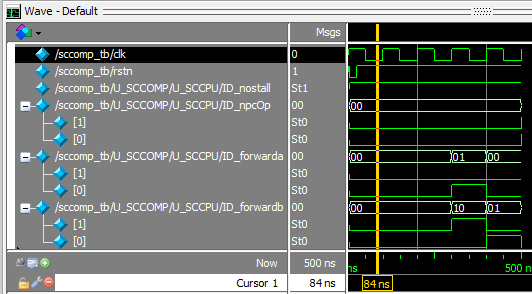 Wave - Default
Msgs
/sccomp_tb/clk 0
/sccomp_tb/rstn 1
/sccomp_tb/U_SCCOMP/U_SCCPU/ID_nostall St1
/sccomp_tb/U_SCCOMP/U_SCCPU/ID_npcOp 00 00
[1] St0
[0] St0
/sccomp_tb/U_SCCOMP/U_SCCPU/ID_forwarda 00 00 01 00
[1] St0
[0] St0
/sccomp_tb/U_SCCOMP/U_SCCPU/ID_forwardb 00 00 10 01
[1] St0
[0] St0
Now 500 ns ns 500 n
Cursor 1 84 ns 84 ns